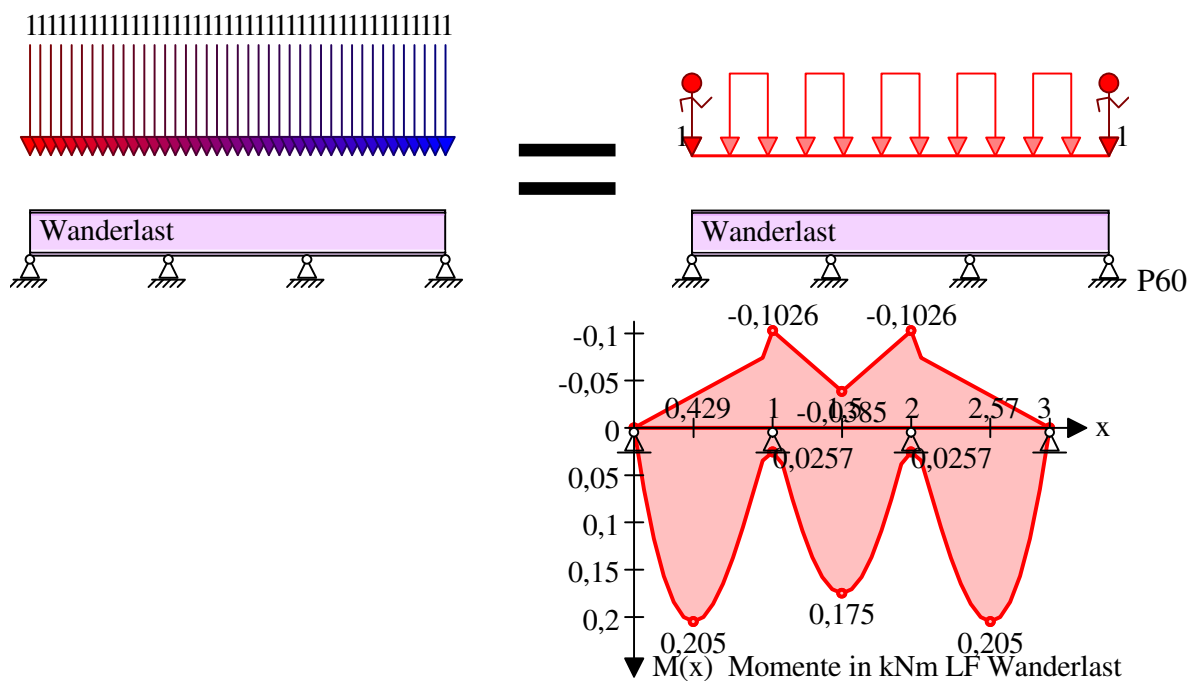 11111111111111111111111111111111111111111
1 1
Wanderlast
Wanderlast
P60
-0,1026 -0,1026
-0,1
-0,05
0,429 1 1,5 2 2,57 3
-0,0385
0 x
0,0257 0,0257
0,05
0,1
0,15
0,175
0,2
0,205 0,205
M(x) Momente in kNm LF Wanderlast